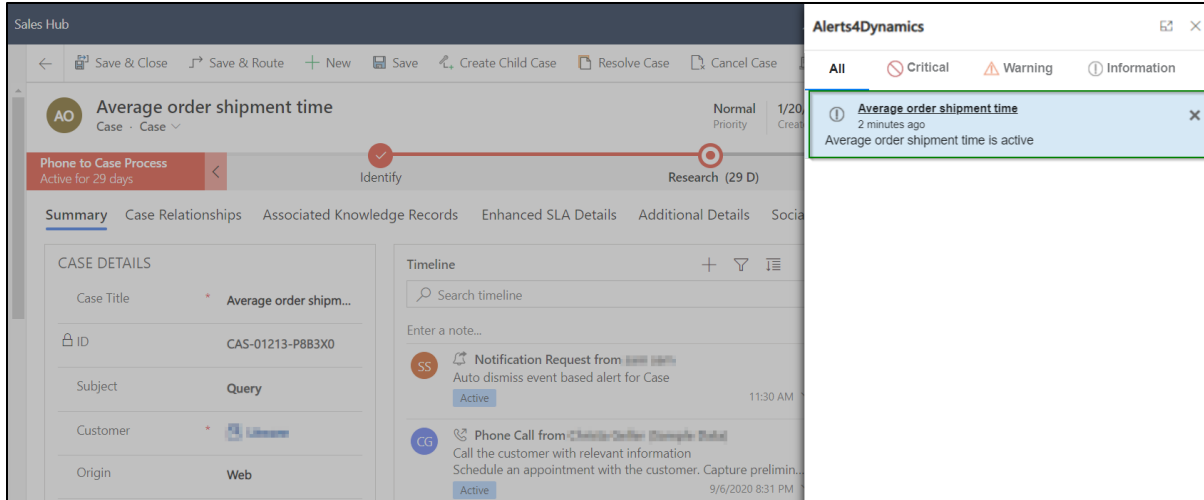 Sales Hub
Alerts4Dynamics
Save & Close
Save & Route
New
Save
Create Child Case
Resolve Case
Cancel Case
All
Critical
Warning
Information
AO
Average order shipment time
Case · Case
Normal
Priority
1/20,
Creat
Average order shipment time
2 minutes ago
Average order shipment time is active
Phone to Case Process
Active for 29 days
Identify
Research (29 D)
Summary
Case Relationships
Associated Knowledge Records
Enhanced SLA Details
Additional Details
Socia
CASE DETAILS
Case Title
*
Average order shipm...
ID
CAS-01213-P8B3X0
Subject
Query
Customer
*
Origin
Web
Timeline
Search timeline
Enter a note...
SS
Notification Request from
Auto dismiss event based alert for Case
Active
11:30 AM
CG
Phone Call from
Call the customer with relevant information
Schedule an appointment with the customer. Capture prelimin...
Active
9/6/2020 8:31 PM